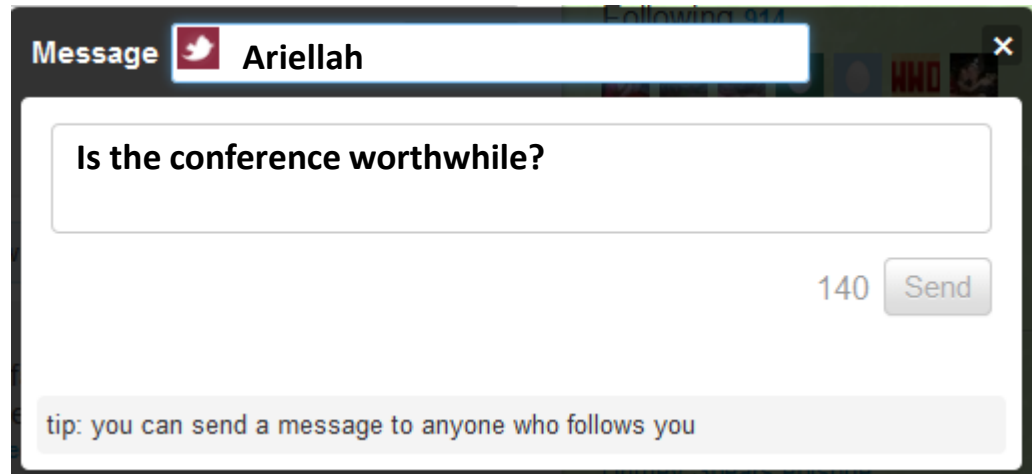 Following 914
Message Ariellah
Is the conference worthwhile?
140 Send
tip: you can send a message to anyone who follows you